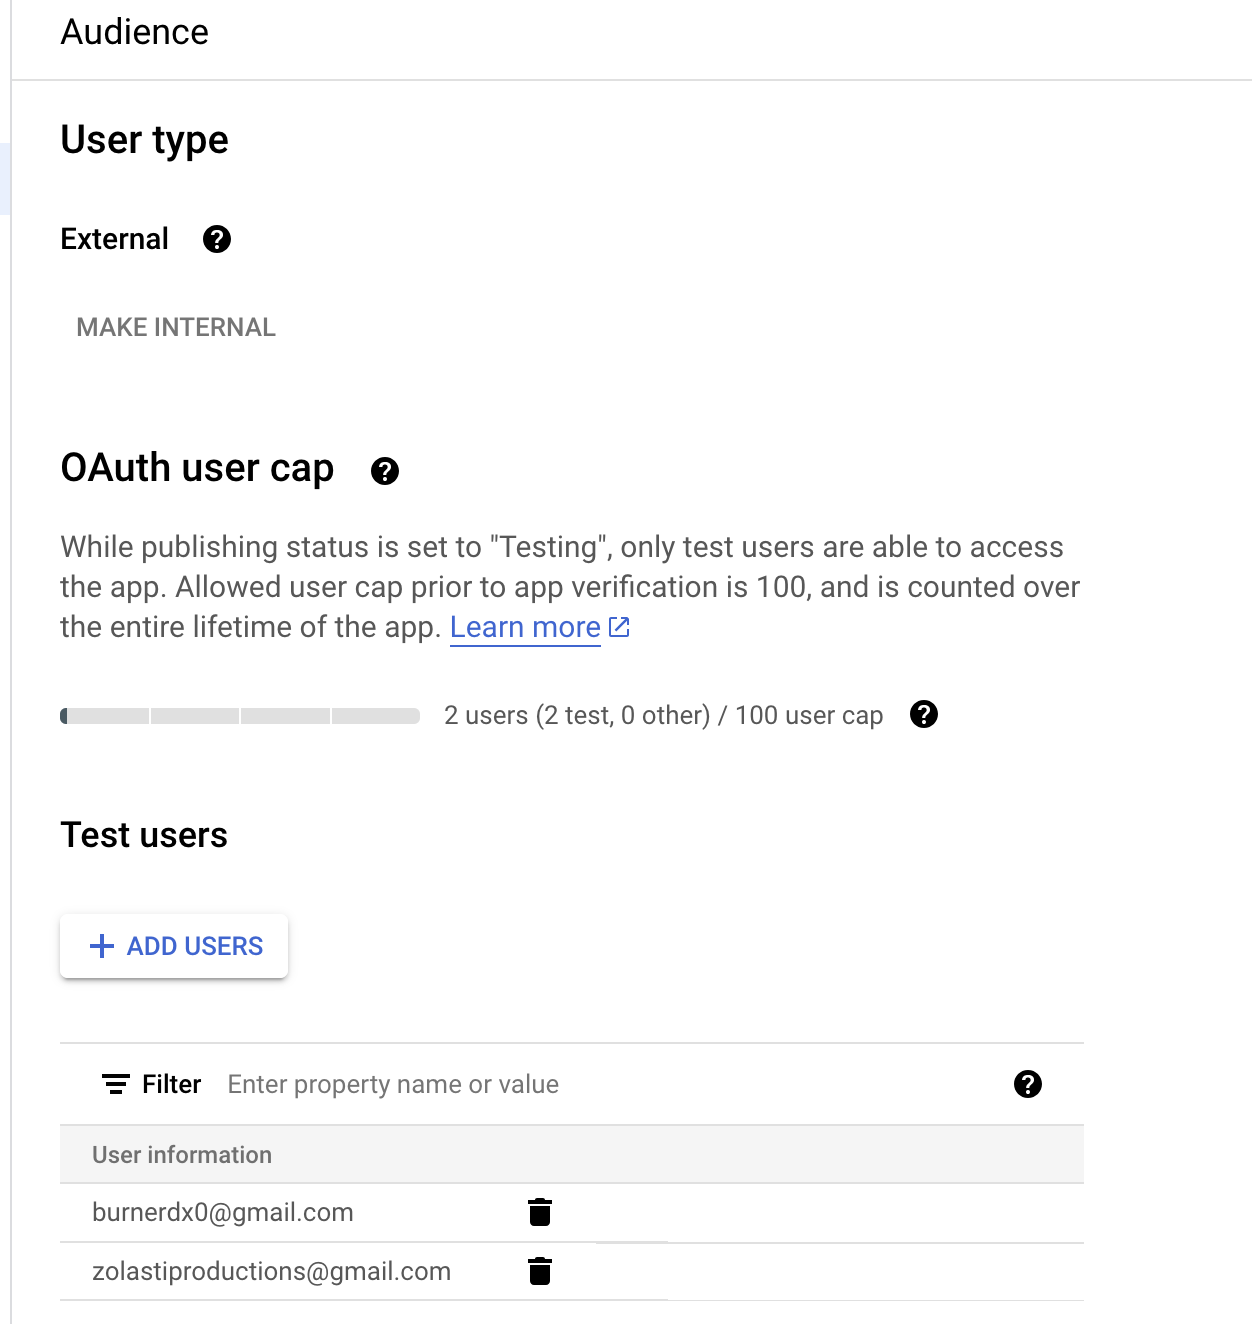 Audience
User type
External
MAKE INTERNAL
OAuth user cap
While publishing status is set to "Testing", only test users are able to access
the app. Allowed user cap prior to app verification is 100, and is counted over
the entire lifetime of the app. Learn more
2 users (2 test, 0 other) / 100 user cap
Test users
ADD USERS
Filter Enter property name or value
User information
burnerdx0@gmail.com
zolastiproductions@gmail.com